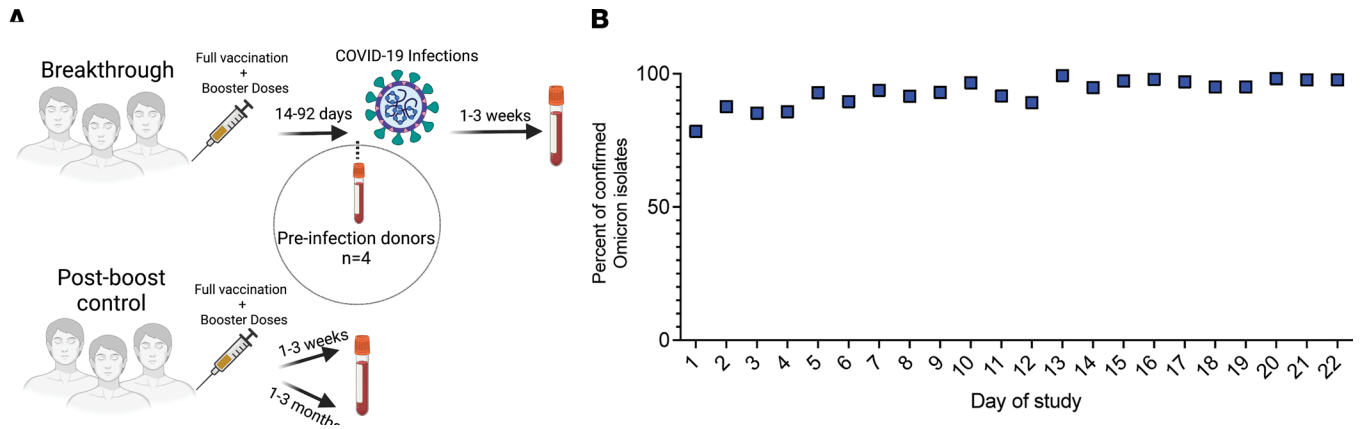 A
Breakthrough
Full vaccination
+
Booster Doses
14-92 days
COVID-19 Infections
1-3 weeks
Pre-infection donors
n=4
Post-boost
control
Full vaccination
+
Booster Doses
1-3 weeks
1-3 months
B
Percent of confirmed
Omicron isolates
100
50
0
1 2 3 4 5 6 7 8 9 10 11 12 13 14 15 16 17 18 19 20 21 22
Day of study